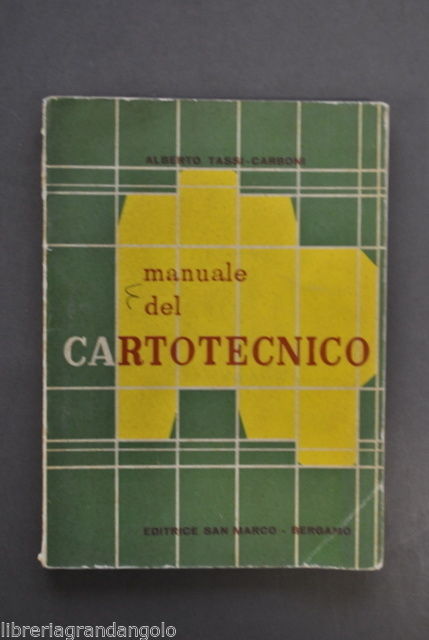 ALBERTO TASSI-CARBONI
manuale
del
CARTOTECNICO
EDITRICE SAN MARCO - BERGAMO
libreriagrandangolo